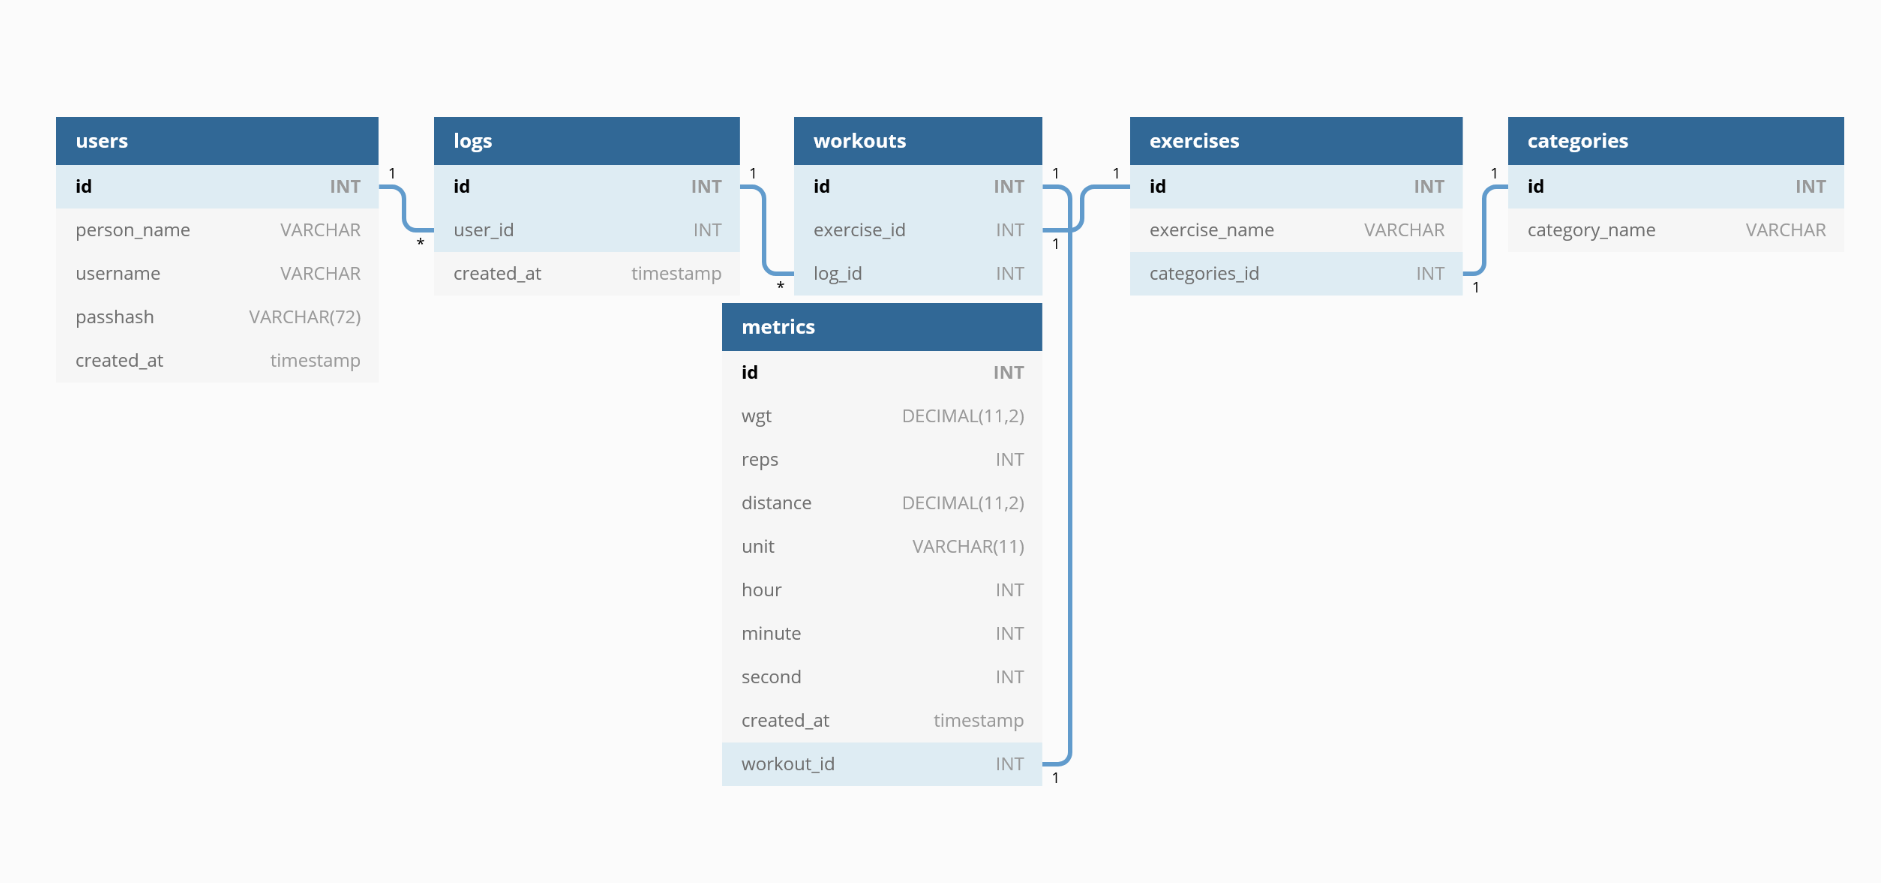 users
id INT
person_name VARCHAR
username VARCHAR
passhash VARCHAR(72)
created_at timestamp
1
*
logs
id INT
user_id INT
created_at timestamp
1
*
workouts
id INT
exercise_id INT
log_id INT
1
1
1
exercises
id INT
exercise_name VARCHAR
categories_id INT
1
1
categories
id INT
category_name VARCHAR
metrics
id INT
wgt DECIMAL(11,2)
reps INT
distance DECIMAL(11,2)
unit VARCHAR(11)
hour INT
minute INT
second INT
created_at timestamp
workout_id INT
1